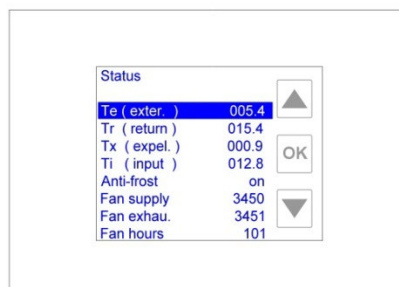 Status
Te ( exter. ) 005.4
Tr ( return ) 015.4
Tx ( expel. ) 000.9
Ti ( input ) 012.8
Anti-frost on
Fan supply 3450
Fan exhau. 3451
Fan hours 101
OK